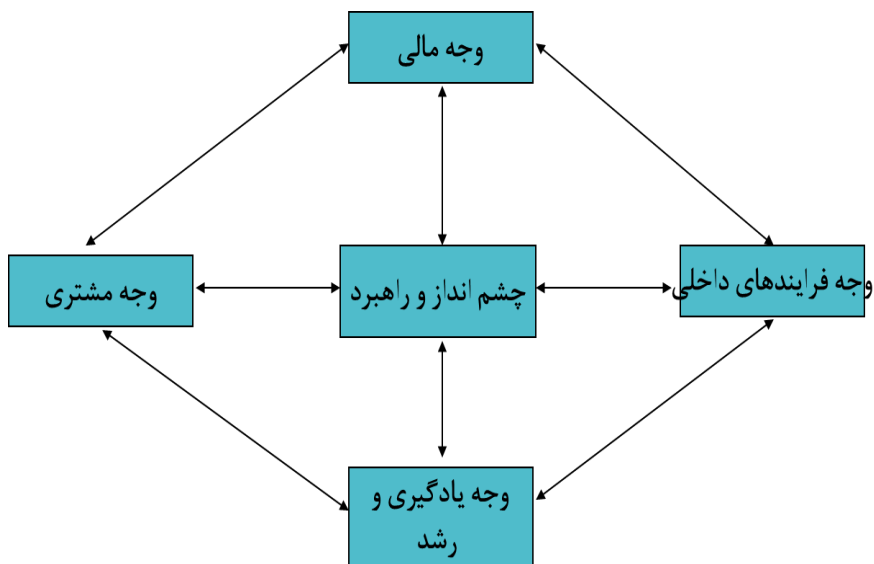 وجه مالی
وجه فرایندهای داخلی
چشم انداز و راهبرد
وجه مشتری
وجه یادگیری و
رشد